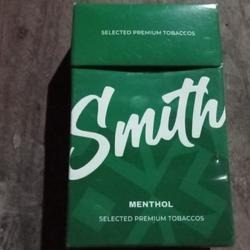 SELECTED PREMIUM TOBACCOS
Smith
MENTHOL
SELECTED PREMIUM TOBACCOS